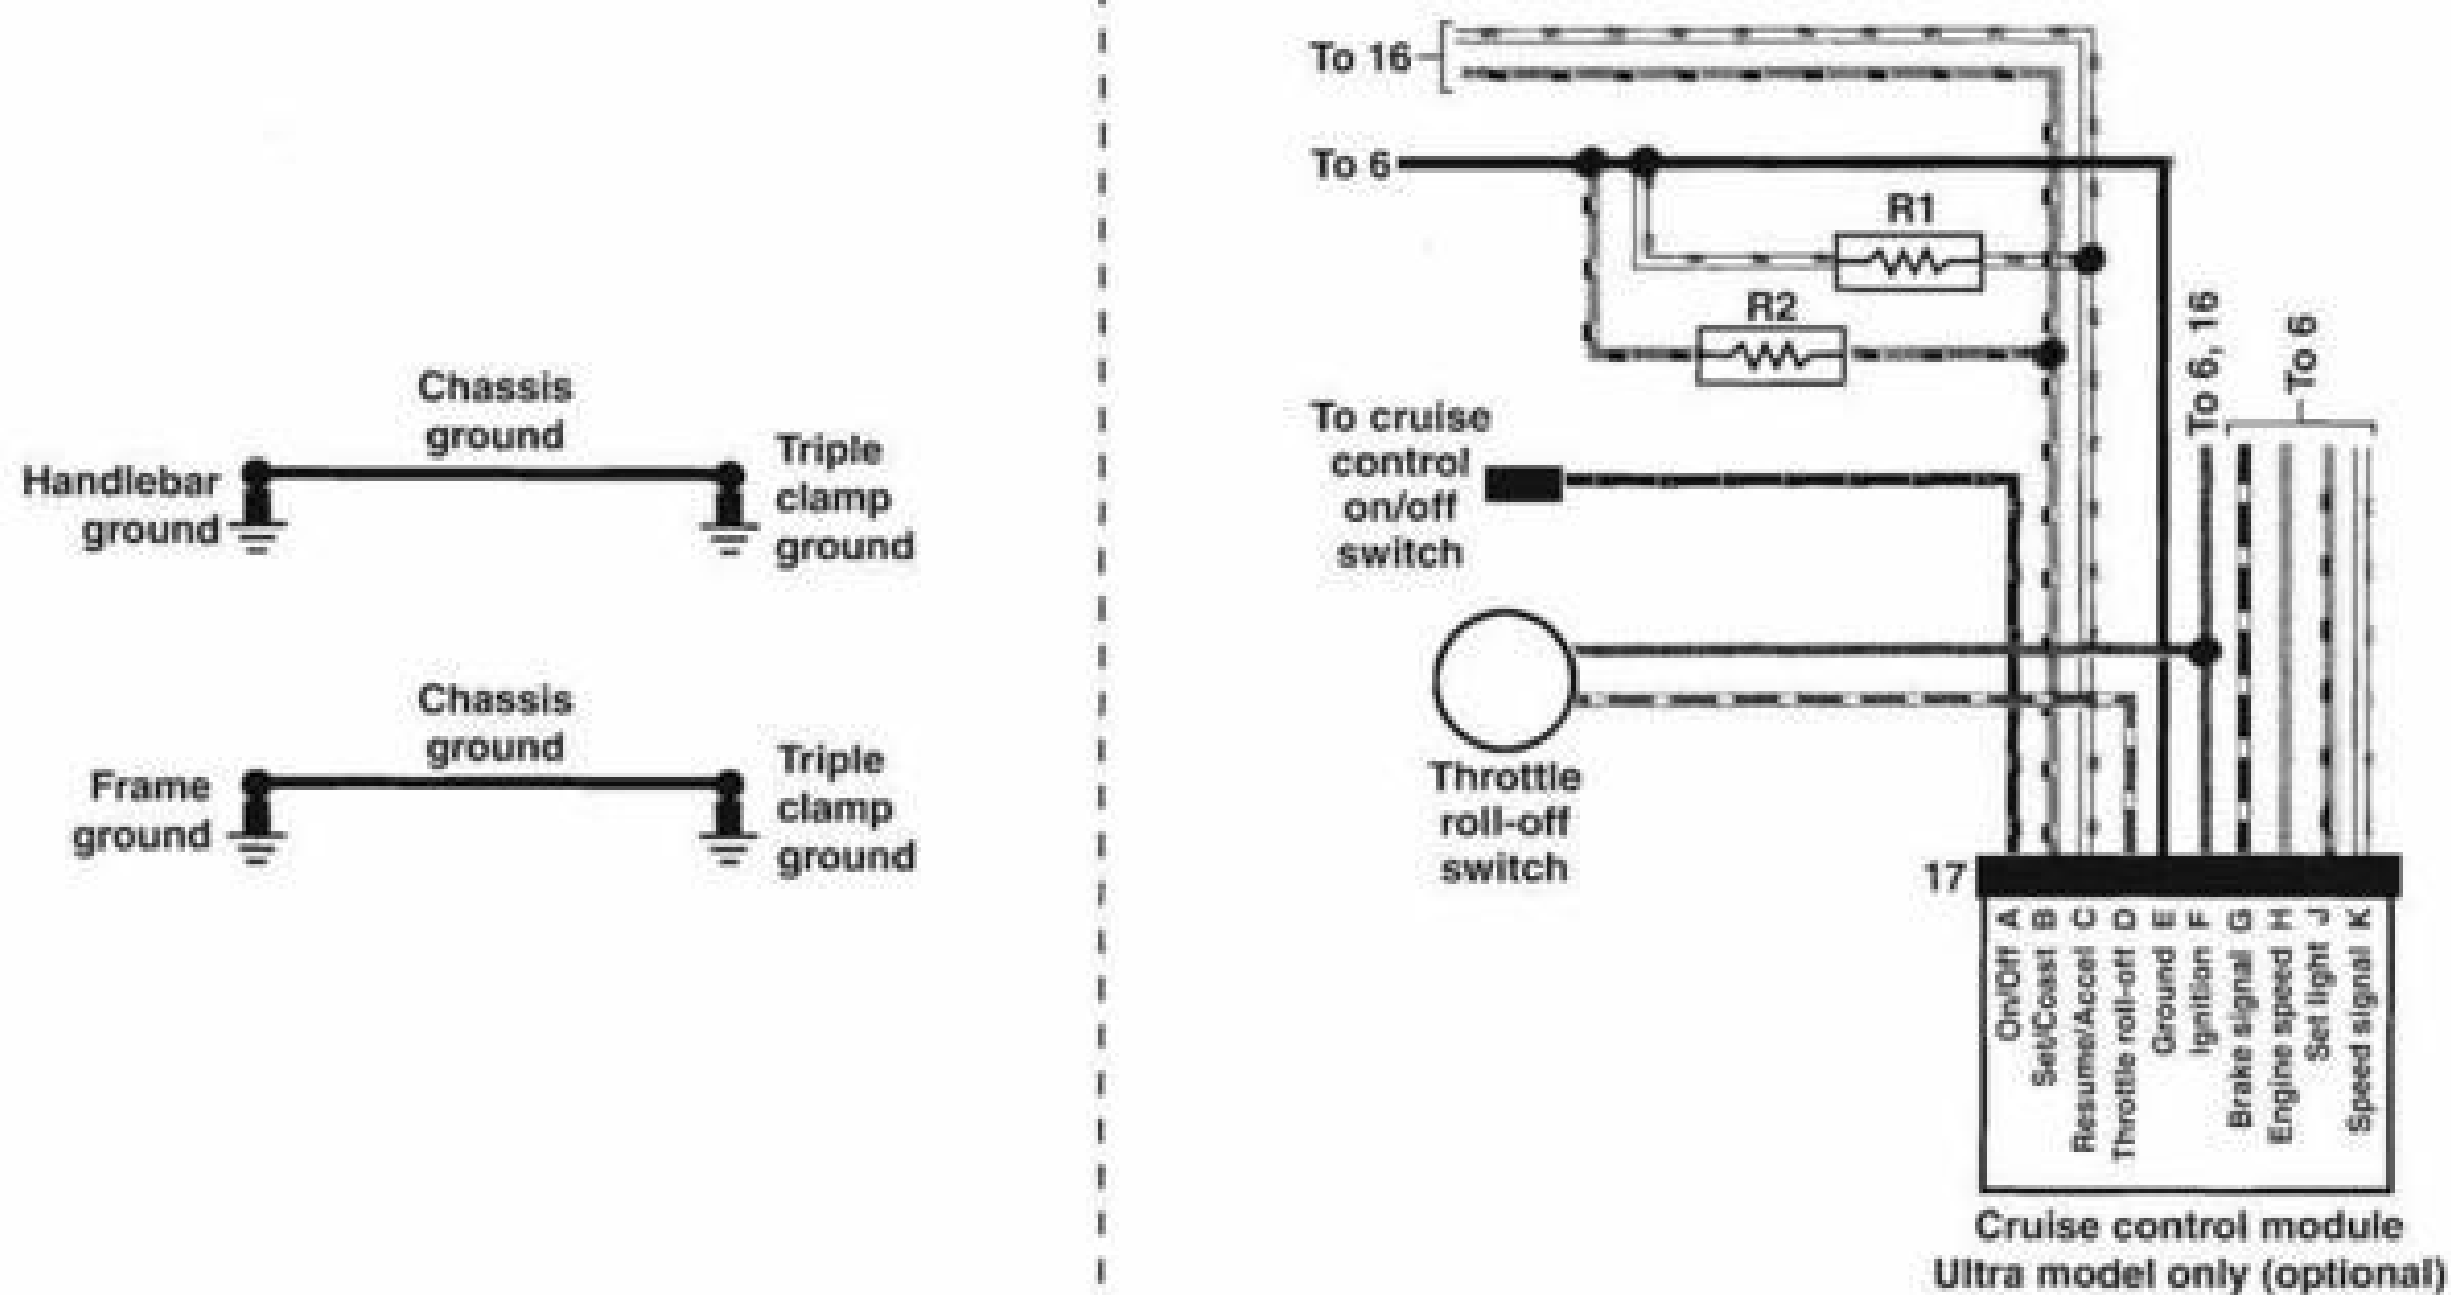 Chassis
ground
Handlebar
ground
Triple
clamp
ground
Chassis
ground
Frame
ground
Triple
clamp
ground
To 16
To 6
R1
R2
To 6, 16
To 6
To cruise
control
on/off
switch
Throttle
roll-off
switch
17
On/Off A
Set/Coast B
Resume/Accel C
Throttle roll-off D
Ground E
Ignition F
Brake signal G
Engine speed H
Set light J
Speed signal K
Cruise control module
Ultra model only (optional)